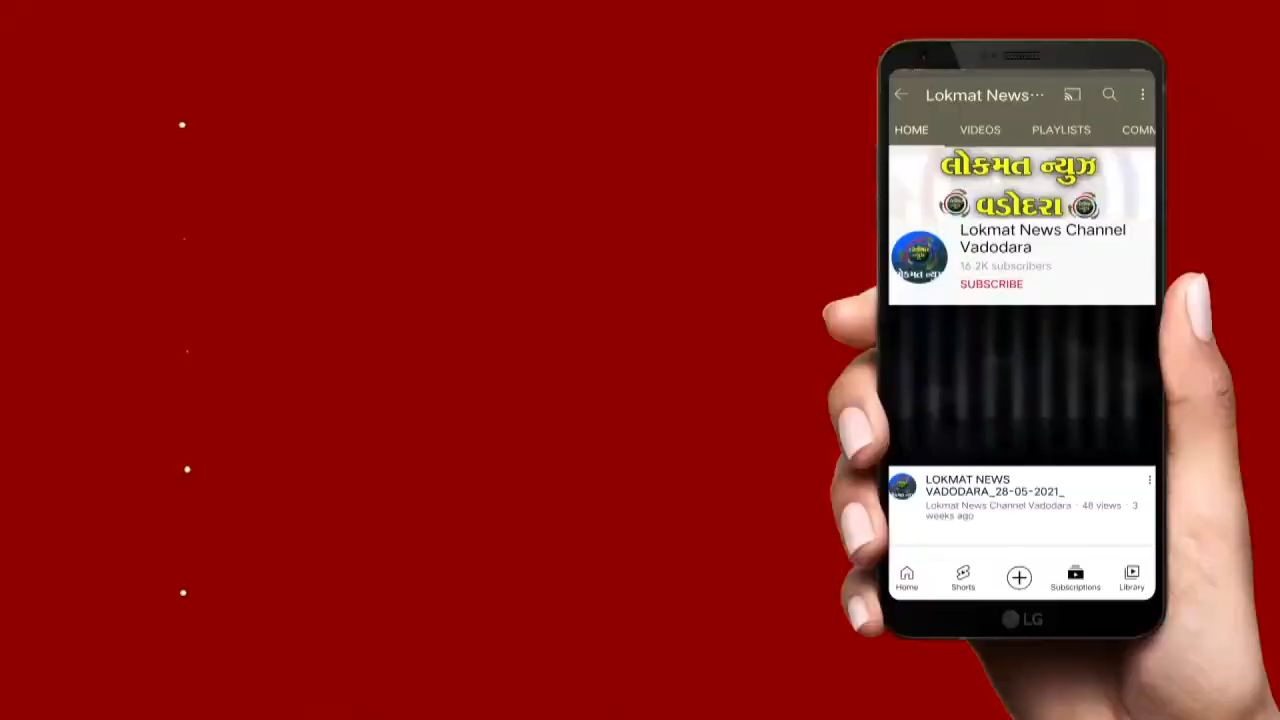 Lokmat News···
HOME VIDEOS PLAYLISTS COMM
લોકમત ન્યુઝ
વડોદરા
Lokmat News Channel
Vadodara
16.2K subscribers
SUBSCRIBE
LOKMAT NEWS
VADODARA_28-05-2021_
Lokmat News Channel Vadodara · 48 views · 3
weeks ago
Home Shorts Subscriptions Library
LG